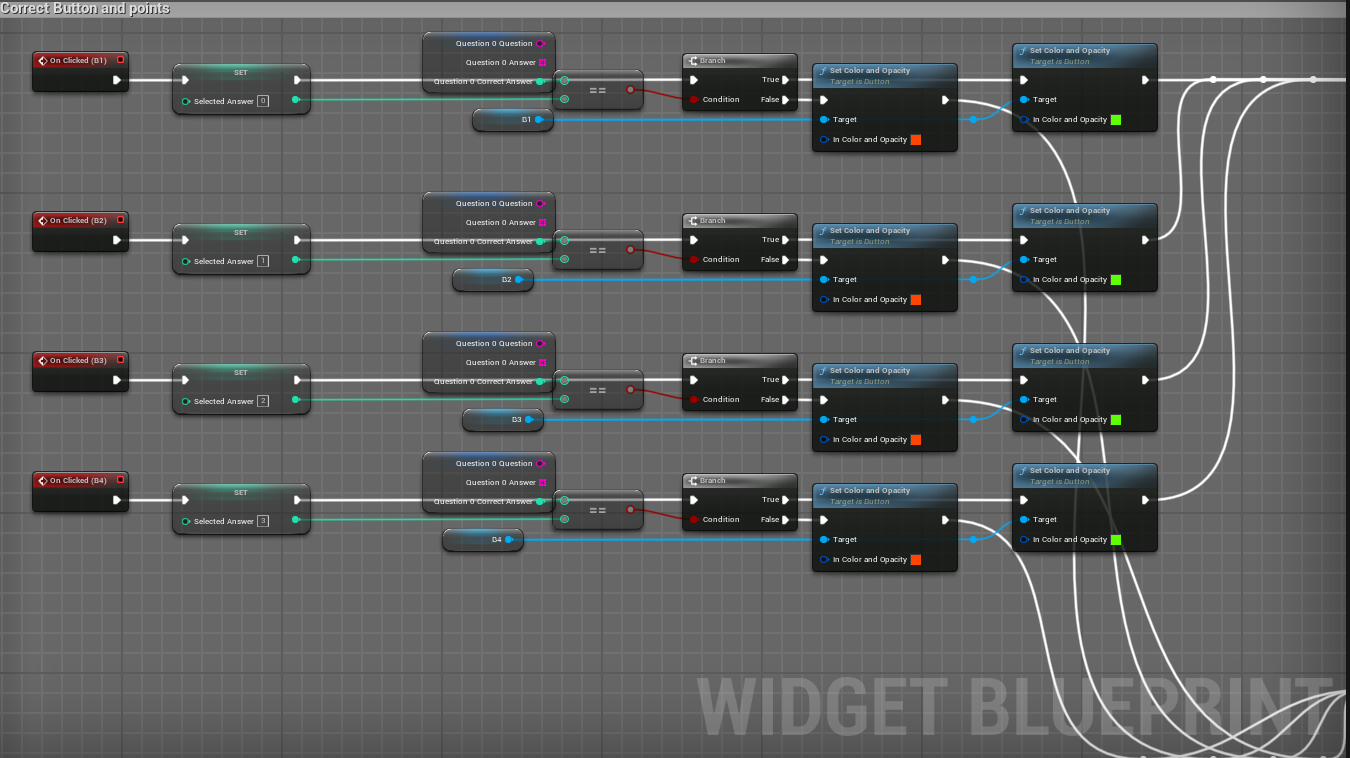 Correct Button and points
On Clicked (B1)
SET
Selected Answer 0
Question 0 Question
Question 0 Answer
Question 0 Correct Answer
==
B1
Branch
True
Condition False
Set Color and Opacity
Target is Button
Target
In Color and Opacity
Set Color and Opacity
Target is Button
Target
In Color and Opacity
On Clicked (B2)
SET
Selected Answer 1
Question 0 Question
Question 0 Answer
Question 0 Correct Answer
==
B2
Branch
True
Condition False
Set Color and Opacity
Target is Button
Target
In Color and Opacity
Set Color and Opacity
Target is Button
Target
In Color and Opacity
On Clicked (B3)
SET
Selected Answer 2
Question 0 Question
Question 0 Answer
Question 0 Correct Answer
==
B3
Branch
True
Condition False
Set Color and Opacity
Target is Button
Target
In Color and Opacity
Set Color and Opacity
Target is Button
Target
In Color and Opacity
On Clicked (B4)
SET
Selected Answer 3
Question 0 Question
Question 0 Answer
Question 0 Correct Answer
==
B4
Branch
True
Condition False
Set Color and Opacity
Target is Button
Target
In Color and Opacity
Set Color and Opacity
Target is Button
Target
In Color and Opacity
WIDGET BLUEPRINT